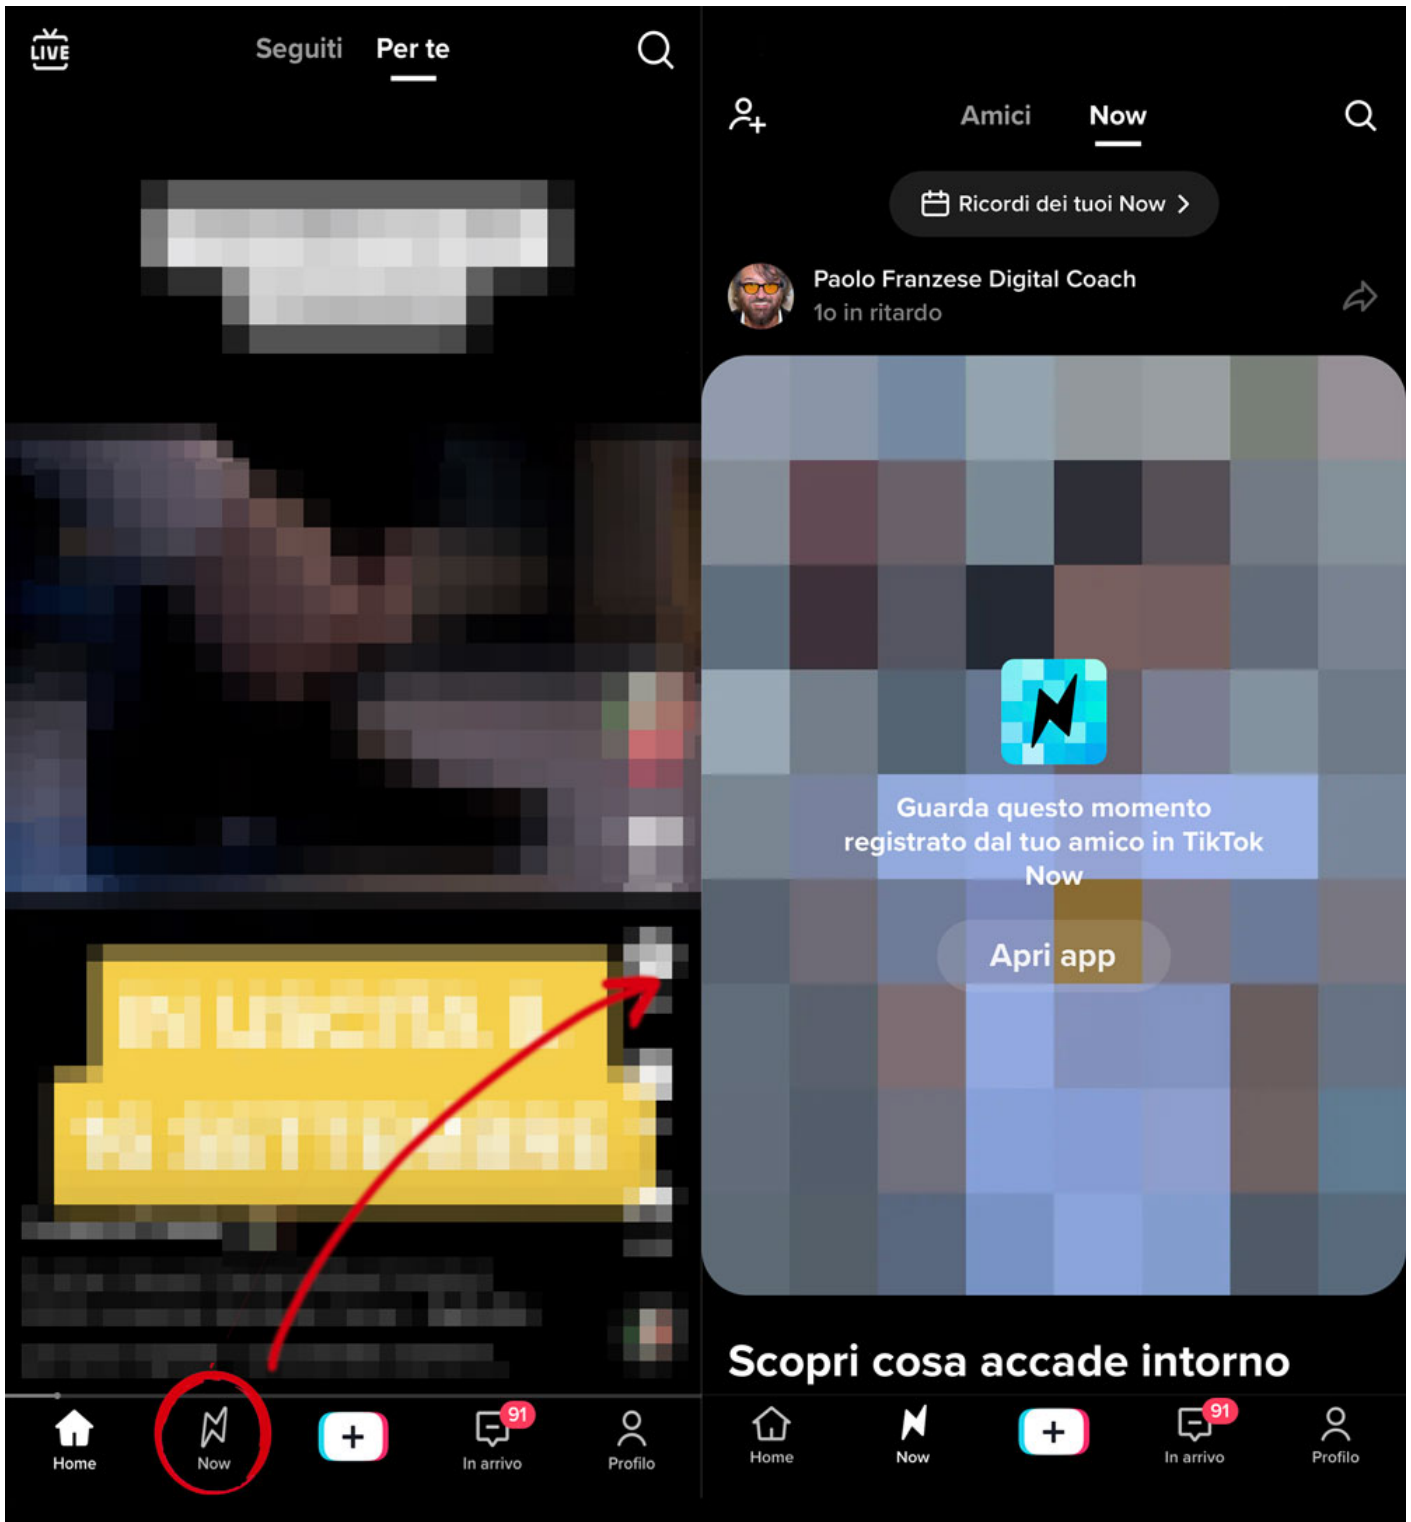 LIVE
Seguiti Per te
Home
Now
91
In arrivo
Profilo
Amici Now
Ricordi dei tuoi Now
Paolo Franzese Digital Coach
1o in ritardo
Guarda questo momento
registrato dal tuo amico in TikTok
Now
Apri app
Scopri cosa accade intorno
Home
Now
91
In arrivo
Profilo